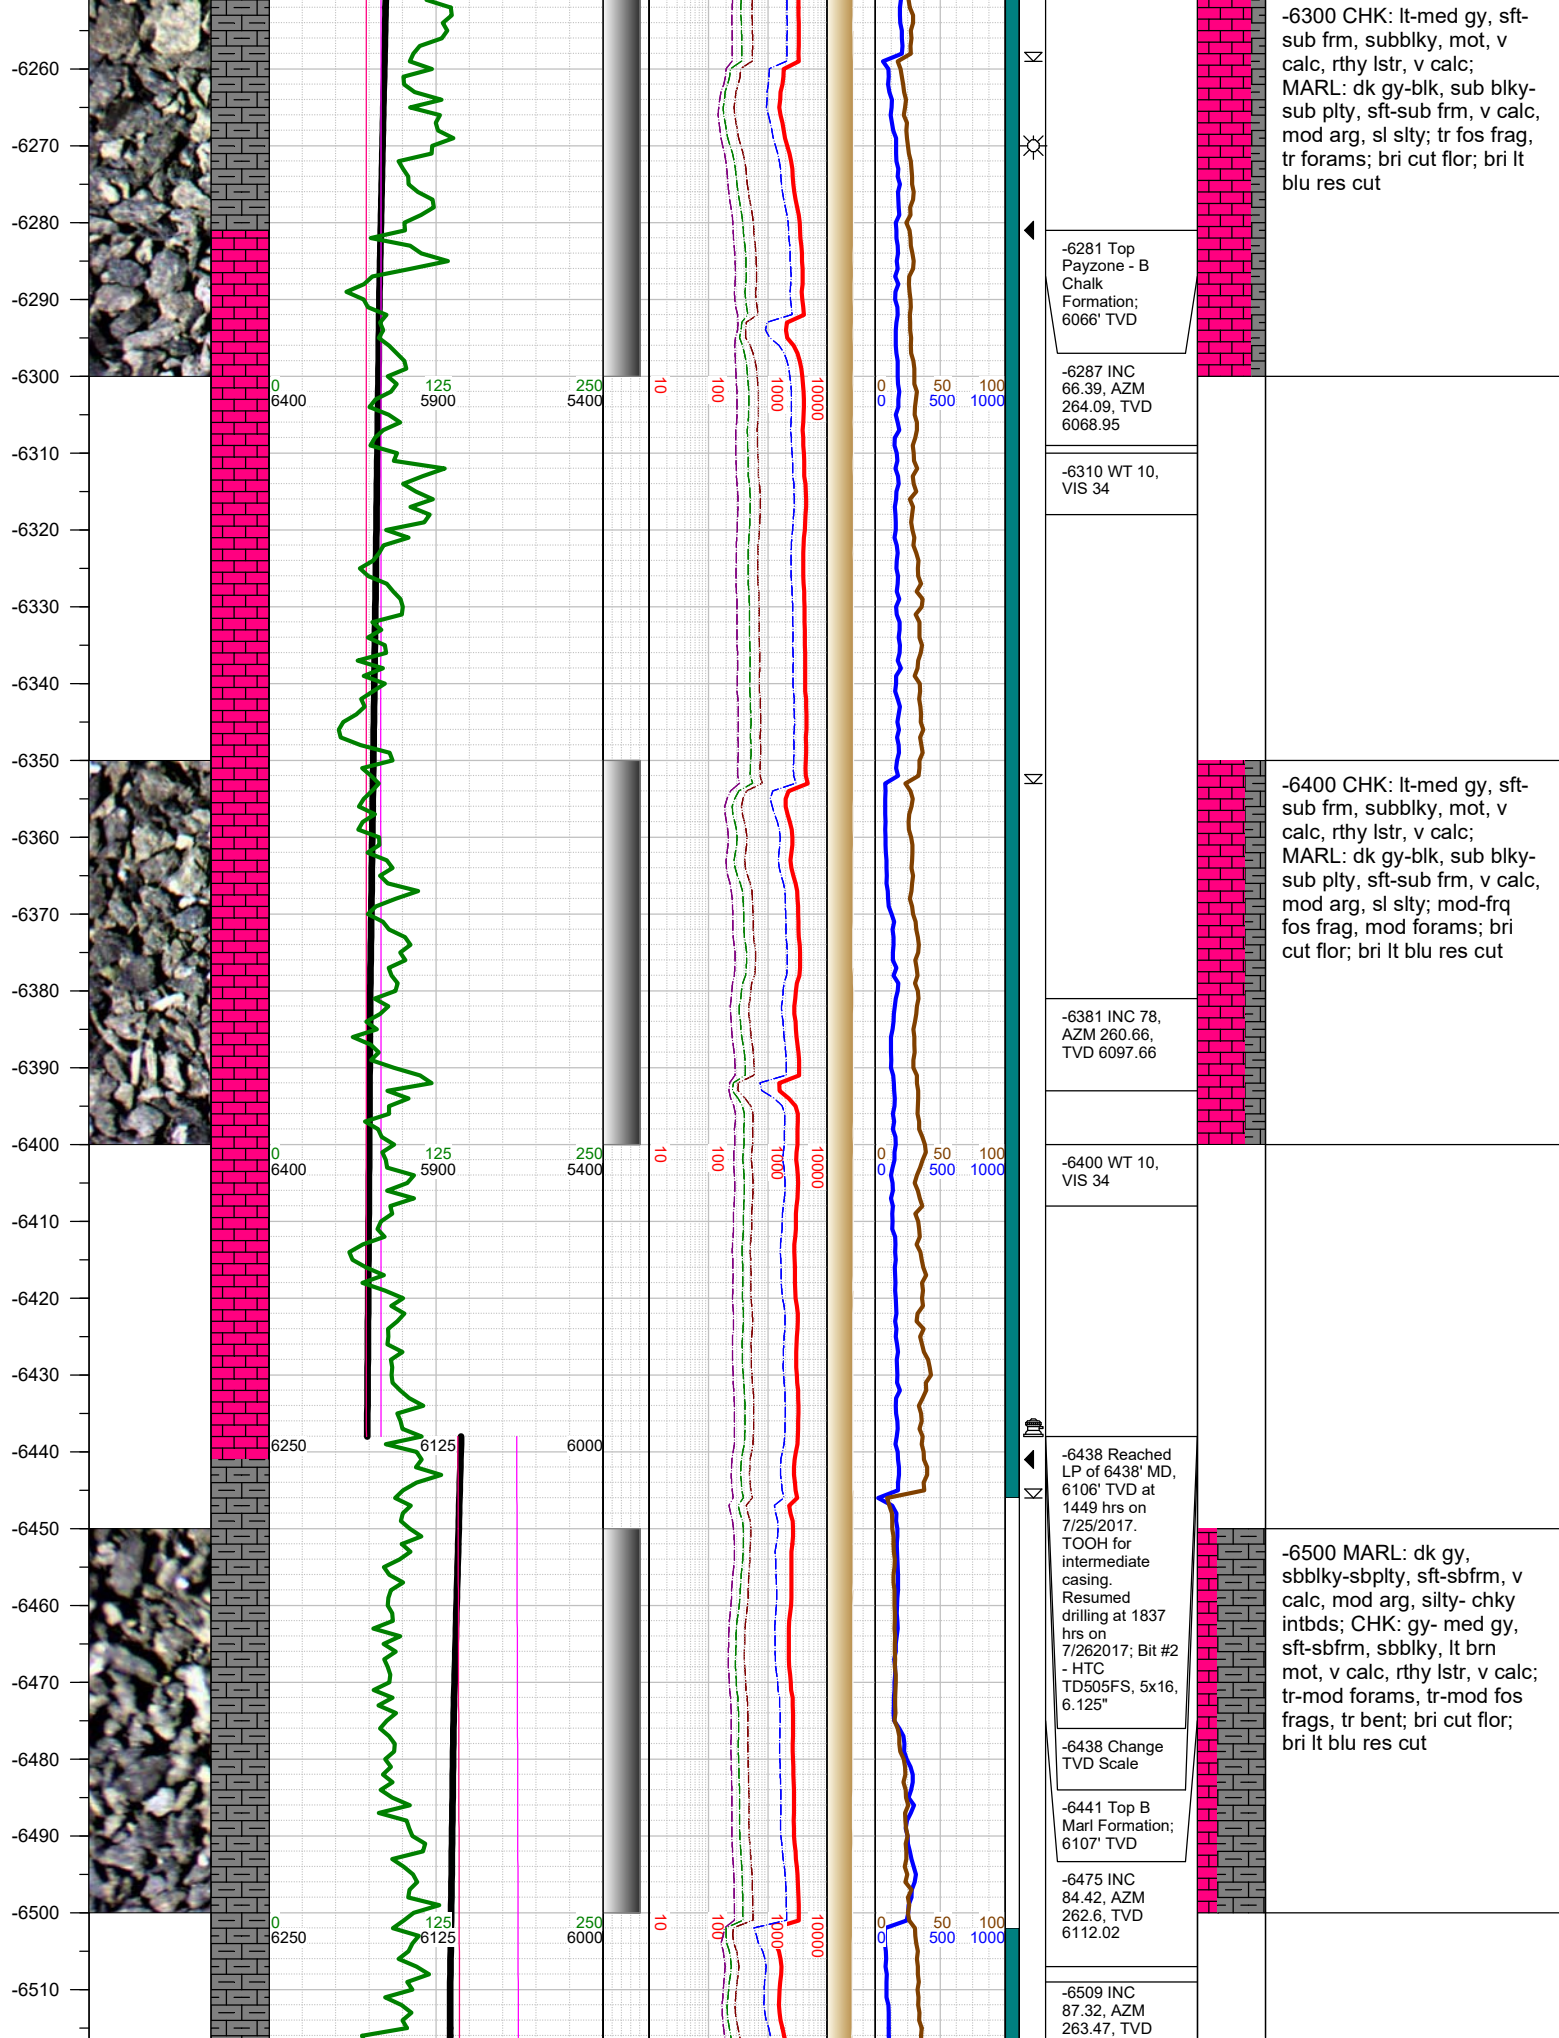 -6260
-6270
-6280
-6290
-6300
-6310
-6320
-6330
-6340
-6350
-6360
-6370
-6380
-6390
-6400
-6410
-6420
-6430
-6440
-6450
-6460
-6470
-6480
-6490
-6500
-6510
0 125 250
6400 5900 5400
10 100 1000 10000
0 50 100
0 500 1000
0 125 250
6400 5900 5400
10 100 1000 10000
0 50 100
0 500 1000
6250 6125 6000
0 125 250
6250 6125 6000
10 100 1000 10000
0 50 100
0 500 1000
-6281 Top
Payzone - B
Chalk
Formation;
6066' TVD
-6287 INC
66.39, AZM
264.09, TVD
6068.95
-6310 WT 10,
VIS 34
-6381 INC 78,
AZM 260.66,
TVD 6097.66
-6400 WT 10,
VIS 34
-6438 Reached
LP of 6438' MD,
6106' TVD at
1449 hrs on
7/25/2017.
TOOH for
intermediate
casing.
Resumed
drilling at 1837
hrs on
7/262017; Bit #2
- HTC
TD505FS, 5x16,
6.125"
-6438 Change
TVD Scale
-6441 Top B
Marl Formation;
6107' TVD
-6475 INC
84.42, AZM
262.6, TVD
6112.02
-6509 INC
87.32, AZM
263.47, TVD
-6300 CHK: lt-med gy, sft-
sub frm, subblky, mot, v
calc, rthy lstr, v calc;
MARL: dk gy-blk, sub blky-
sub plty, sft-sub frm, v calc,
mod arg, sl slty; tr fos frag,
tr forams; bri cut flor; bri lt
blu res cut
-6400 CHK: lt-med gy, sft-
sub frm, subblky, mot, v
calc, rthy lstr, v calc;
MARL: dk gy-blk, sub blky-
sub plty, sft-sub frm, v calc,
mod arg, sl slty; mod-frq
fos frag, mod forams; bri
cut flor; bri lt blu res cut
-6500 MARL: dk gy,
sbblky-sbplty, sft-sbfrm, v
calc, mod arg, silty- chky
intbds; CHK: gy- med gy,
sft-sbfrm, sbblky, lt brn
mot, v calc, rthy lstr, v calc;
tr-mod forams, tr-mod fos
frags, tr bent; bri cut flor;
bri lt blu res cut